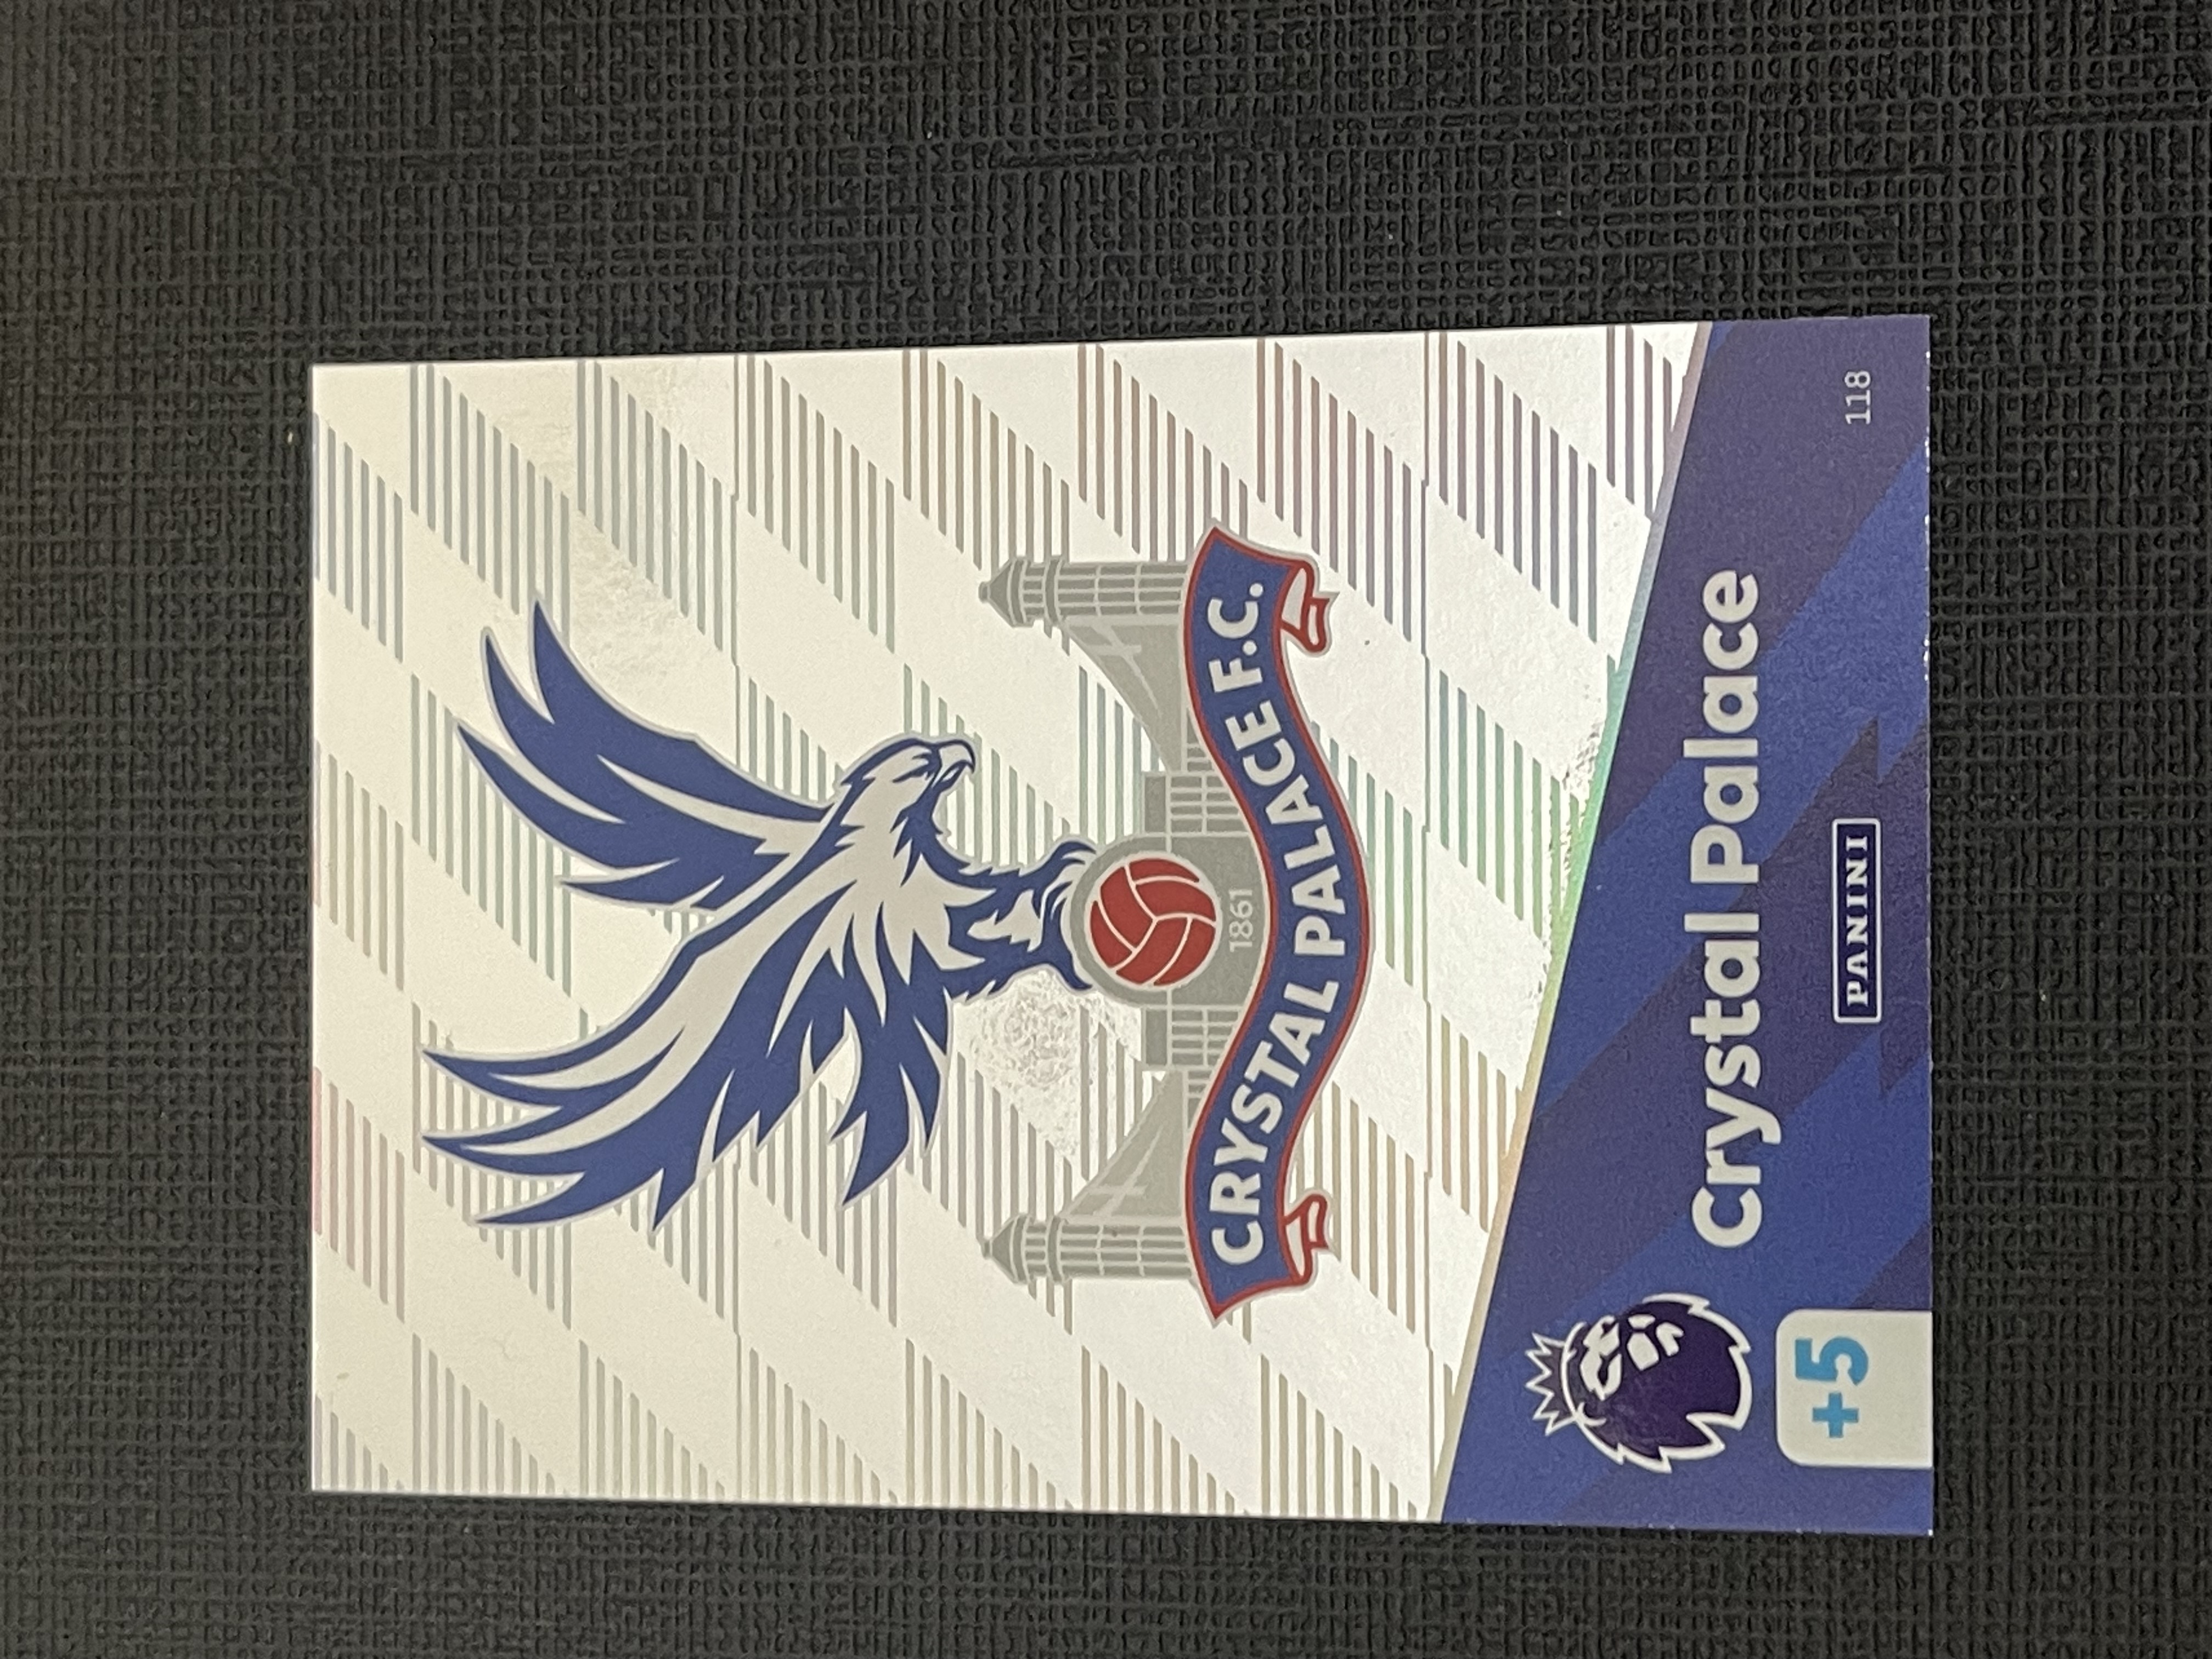 1861
CRYSTAL PALACE F.C.
Crystal Palace
+5
PANINI
118